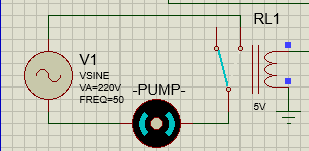 RL1
V1
VSINE
VA=220V
FREQ=50
-PUMP-
5V